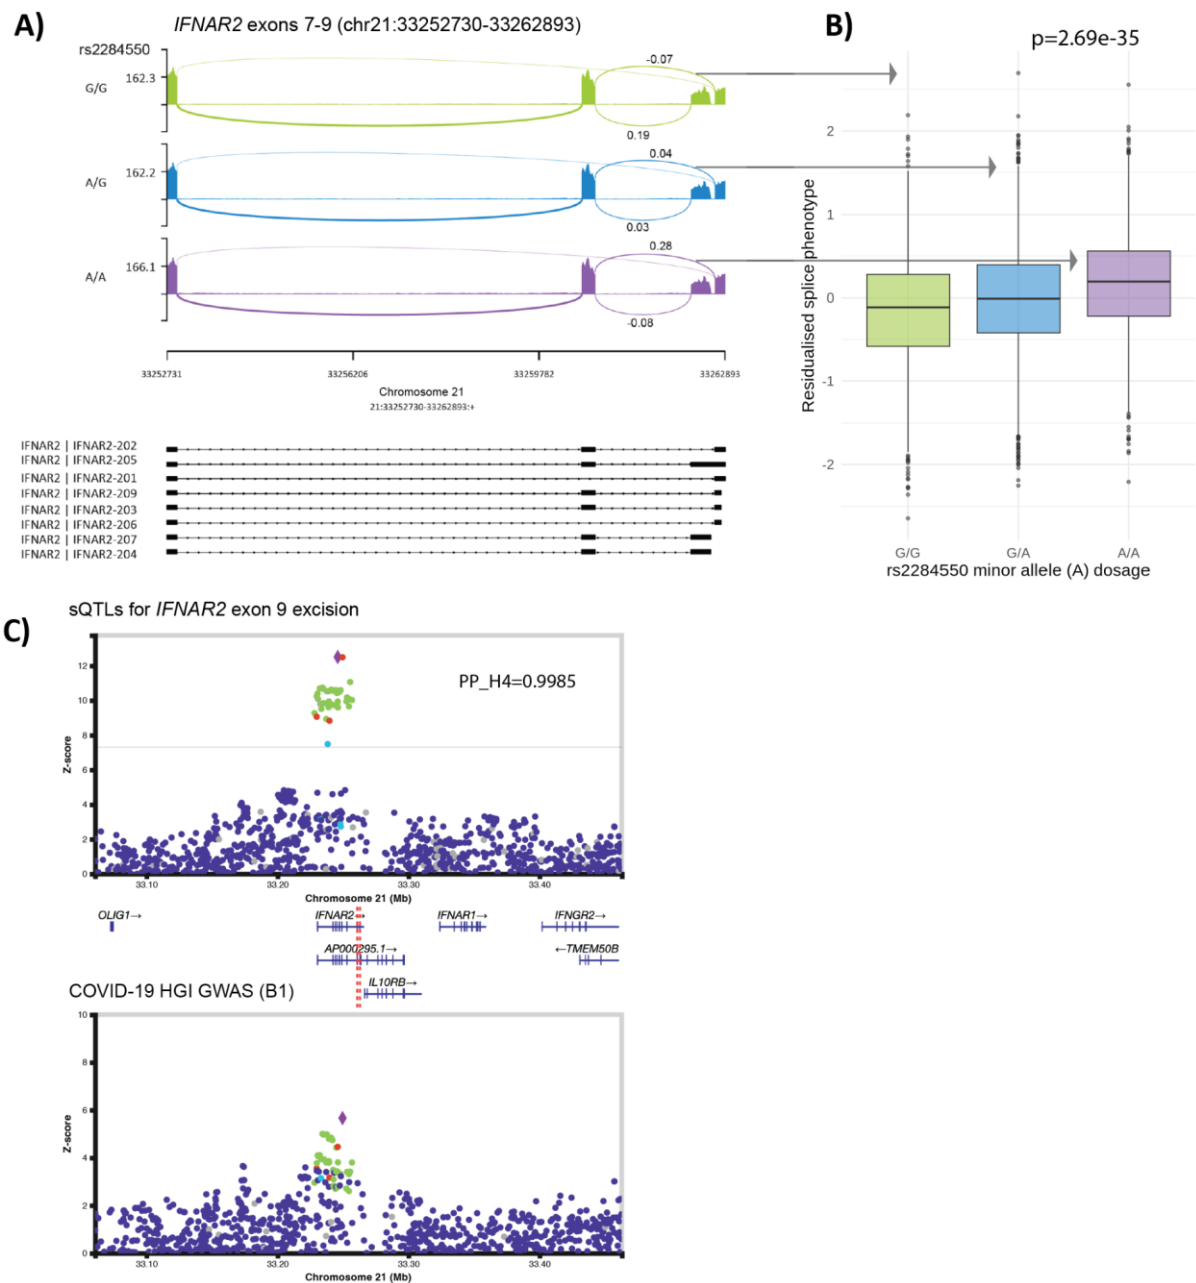 A)
IFNAR2 exons 7-9 (chr21:33252730-33262893)
rs2284550
G/G
162.3
-0.07
0.19
A/G
162.2
0.04
0.03
A/A
166.1
0.28
-0.08
33252731 33256206 33259782 33262893
Chromosome 21
21:33252730-33262893:+
IFNAR2 | IFNAR2-202
IFNAR2 | IFNAR2-205
IFNAR2 | IFNAR2-201
IFNAR2 | IFNAR2-209
IFNAR2 | IFNAR2-203
IFNAR2 | IFNAR2-206
IFNAR2 | IFNAR2-207
IFNAR2 | IFNAR2-204
B)
p=2.69e-35
Residualised splice phenotype
2
1
0
-1
-2
G/G G/A A/A
rs2284550 minor allele (A) dosage
C)
sQTLs for IFNAR2 exon 9 excision
PP_H4=0.9985
Z-score
12
10
8
6
4
2
0
33.10 33.20 33.30 33.40
Chromosome 21 (Mb)
OLIG1→ IFNAR2→ IFNAR1→ IFNGR2→
AP000295.1→ ←TMEM50B
IL10RB→
COVID-19 HGI GWAS (B1)
Z-score
10
8
6
4
2
0
33.10 33.20 33.30 33.40
Chromosome 21 (Mb)